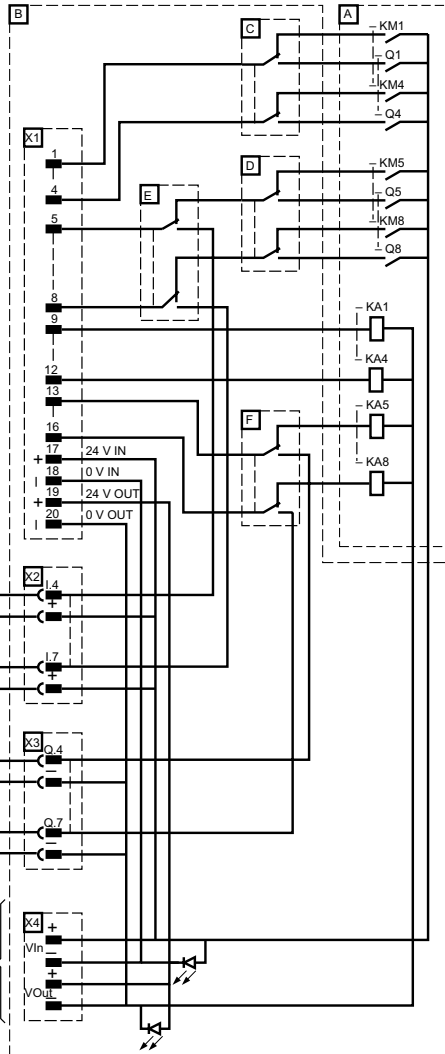 B
A
C
KM1
Q1
KM4
Q4
X1
1
4
5
8
9
12
13
16
17
18
19
20
+
–
+
–
24 V IN
0 V IN
24 V OUT
0 V OUT
E
D
KM5
Q5
KM8
Q8
KA1
KA4
KA5
KA8
F
X2
I.4
+
I.7
+
X3
Q.4
–
Q.7
–
X4
+
VIn
–
+
VOut
–